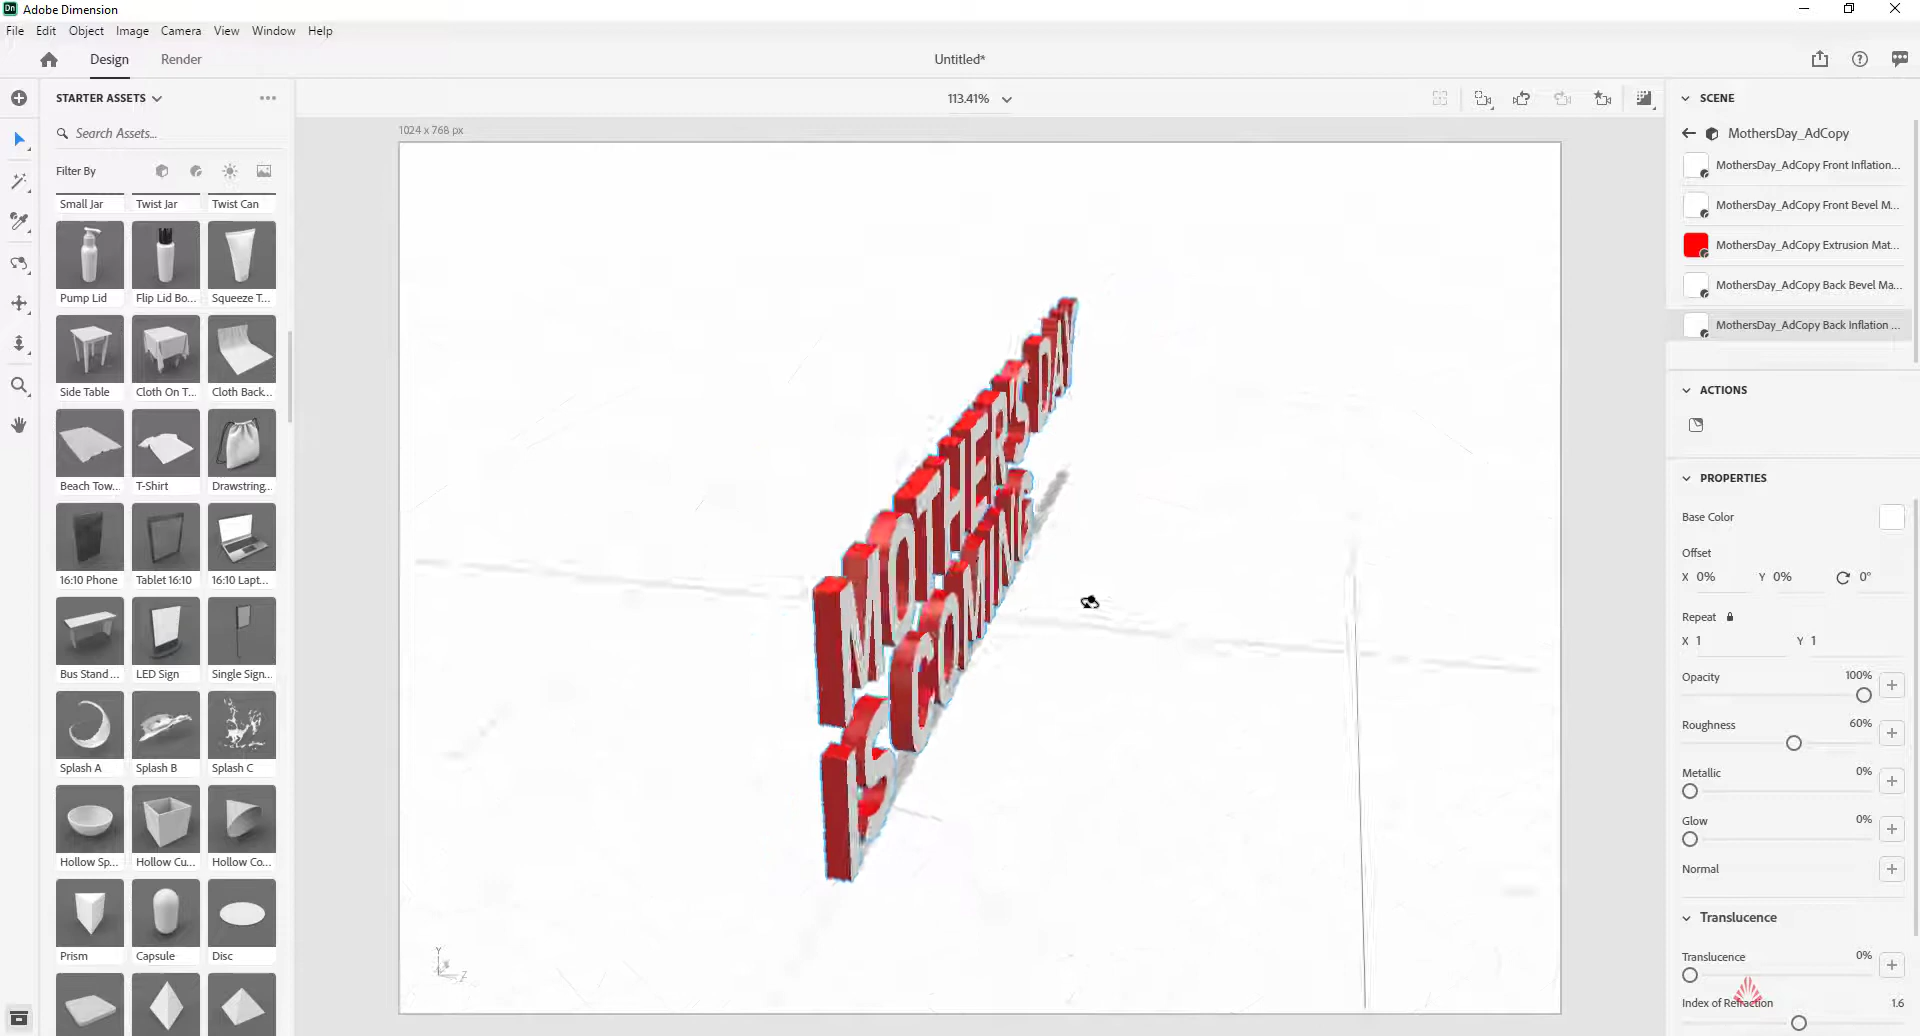 Dn Adobe Dimension
File Edit Object Image Camera View Window Help
Design Render Untitled*
STARTER ASSETS
113.41%
Search Assets...
Filter By
Small Jar Twist Jar Twist Can
Pump Lid Flip Lid Bo... Squeeze T...
Side Table Cloth On T... Cloth Back...
Beach Tow... T-Shirt Drawstring...
16:10 Phone Tablet 16:10 16:10 Lapt...
Bus Stand ... LED Sign Single Sign...
Splash A Splash B Splash C
Hollow Sp... Hollow Cu... Hollow Co...
Prism Capsule Disc
1024 x 768 px
MOTHER'S DAY
IS COMING
Y
Z
SCENE
MothersDay_AdCopy
MothersDay_AdCopy Front Inflation...
MothersDay_AdCopy Front Bevel M...
MothersDay_AdCopy Extrusion Mat...
MothersDay_AdCopy Back Bevel Ma...
MothersDay_AdCopy Back Inflation ...
ACTIONS
PROPERTIES
Base Color
Offset
X 0% Y 0% 0°
Repeat
X 1 Y 1
Opacity 100%
Roughness 60%
Metallic 0%
Glow 0%
Normal
Translucence
Translucence 0%
Index of Refraction 1.6